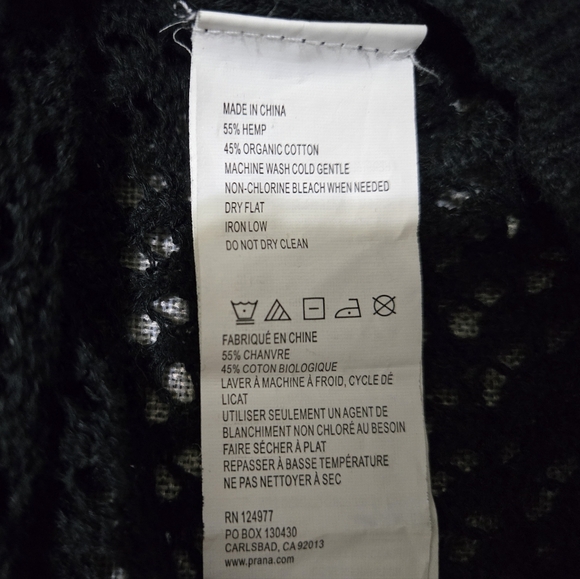 MADE IN CHINA
55% HEMP
45% ORGANIC COTTON
MACHINE WASH COLD GENTLE
NON-CHLORINE BLEACH WHEN NEEDED
DRY FLAT
IRON LOW
DO NOT DRY CLEAN
FABRIQUÉ EN CHINE
55% CHANVRE
45% COTON BIOLOGIQUE
LAVER À MACHINE À FROID, CYCLE DÉ
LICAT
UTILISER SEULEMENT UN AGENT DE
BLANCHIMENT NON CHLORÉ AU BESOIN
FAIRE SÉCHER À PLAT
REPASSER À BASSE TEMPÉRATURE
NE PAS NETTOYER À SEC
RN 124977
PO BOX 130430
CARLSBAD, CA 92013
www.prana.com